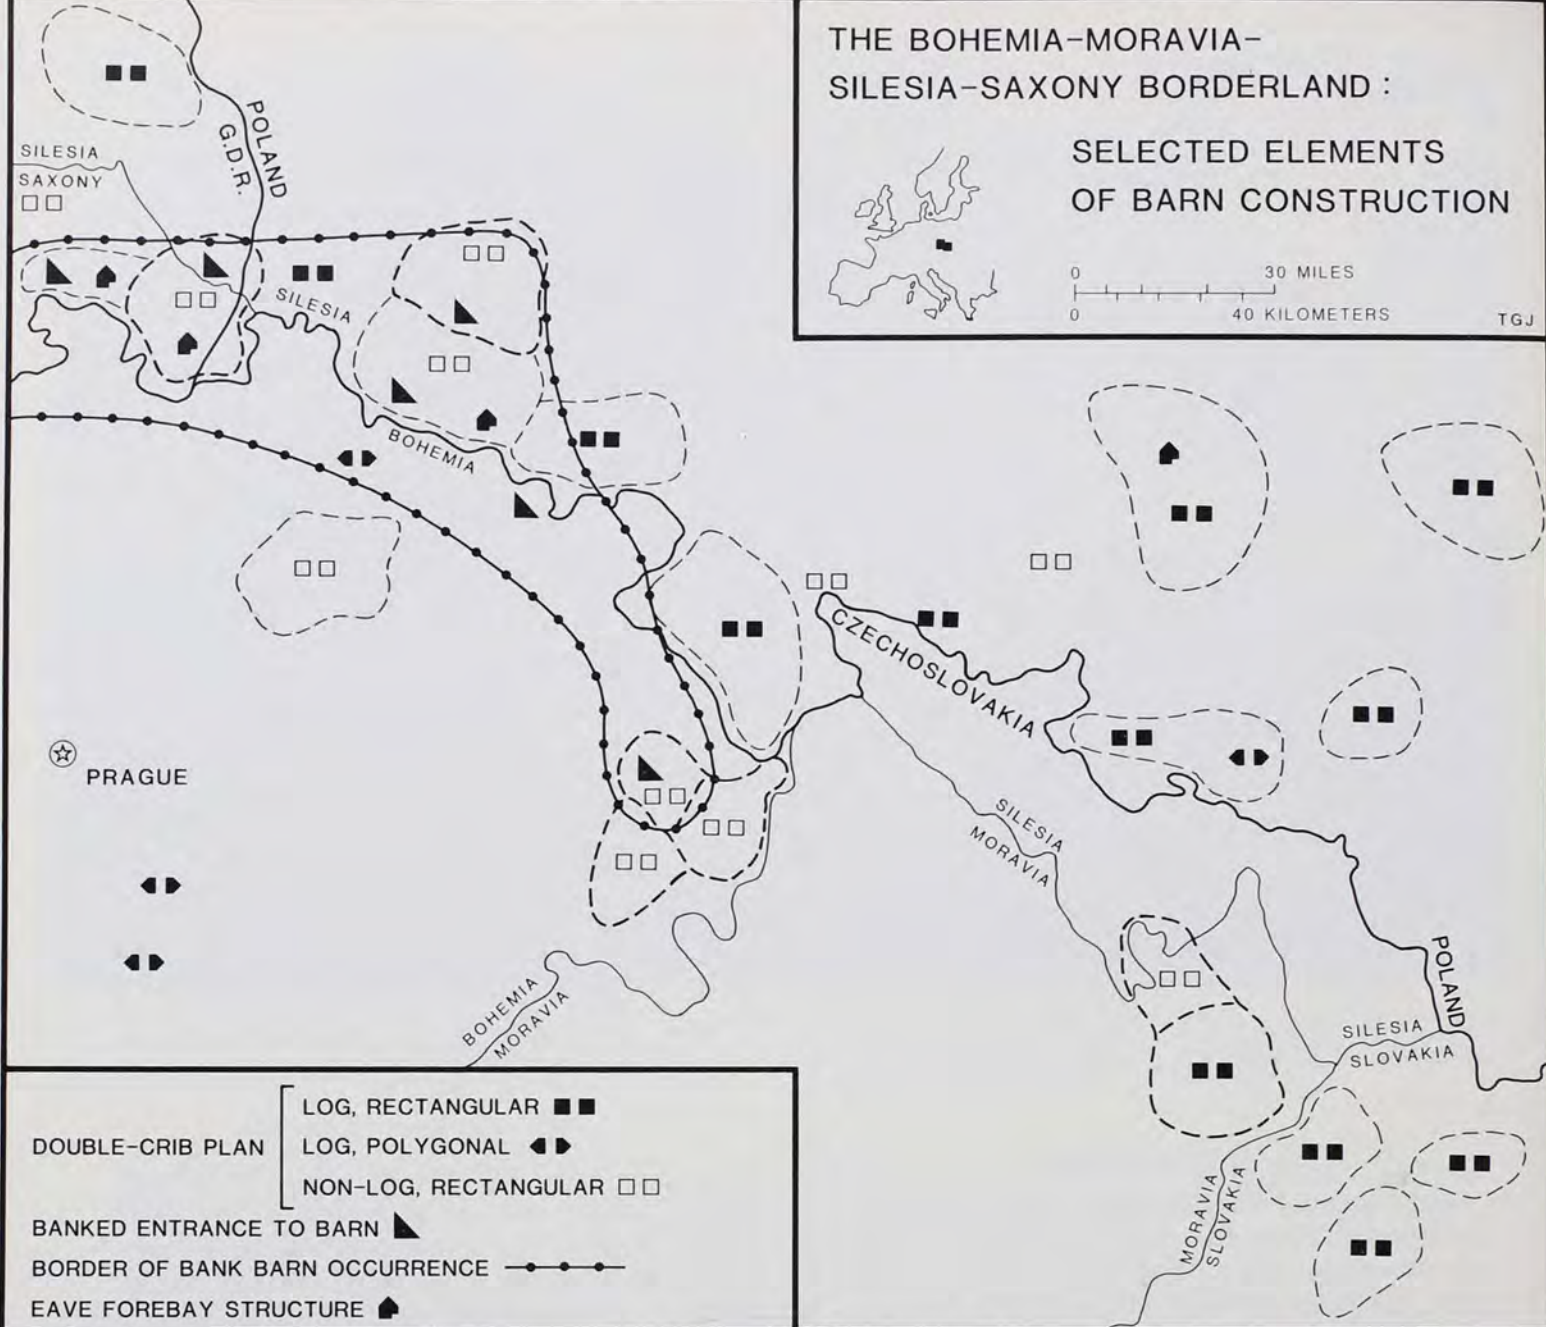 THE BOHEMIA-MORAVIA-
SILESIA-SAXONY BORDERLAND :
SELECTED ELEMENTS
OF BARN CONSTRUCTION
0 30 MILES
0 40 KILOMETERS
TGJ
POLAND
G.D.R.
SILESIA
SAXONY
SILESIA
BOHEMIA
CZECHOSLOVAKIA
PRAGUE
SILESIA
MORAVIA
BOHEMIA
MORAVIA
POLAND
SILESIA
SLOVAKIA
MORAVIA
SLOVAKIA
DOUBLE-CRIB PLAN
LOG, RECTANGULAR
LOG, POLYGONAL
NON-LOG, RECTANGULAR
BANKED ENTRANCE TO BARN
BORDER OF BANK BARN OCCURRENCE
EAVE FOREBAY STRUCTURE